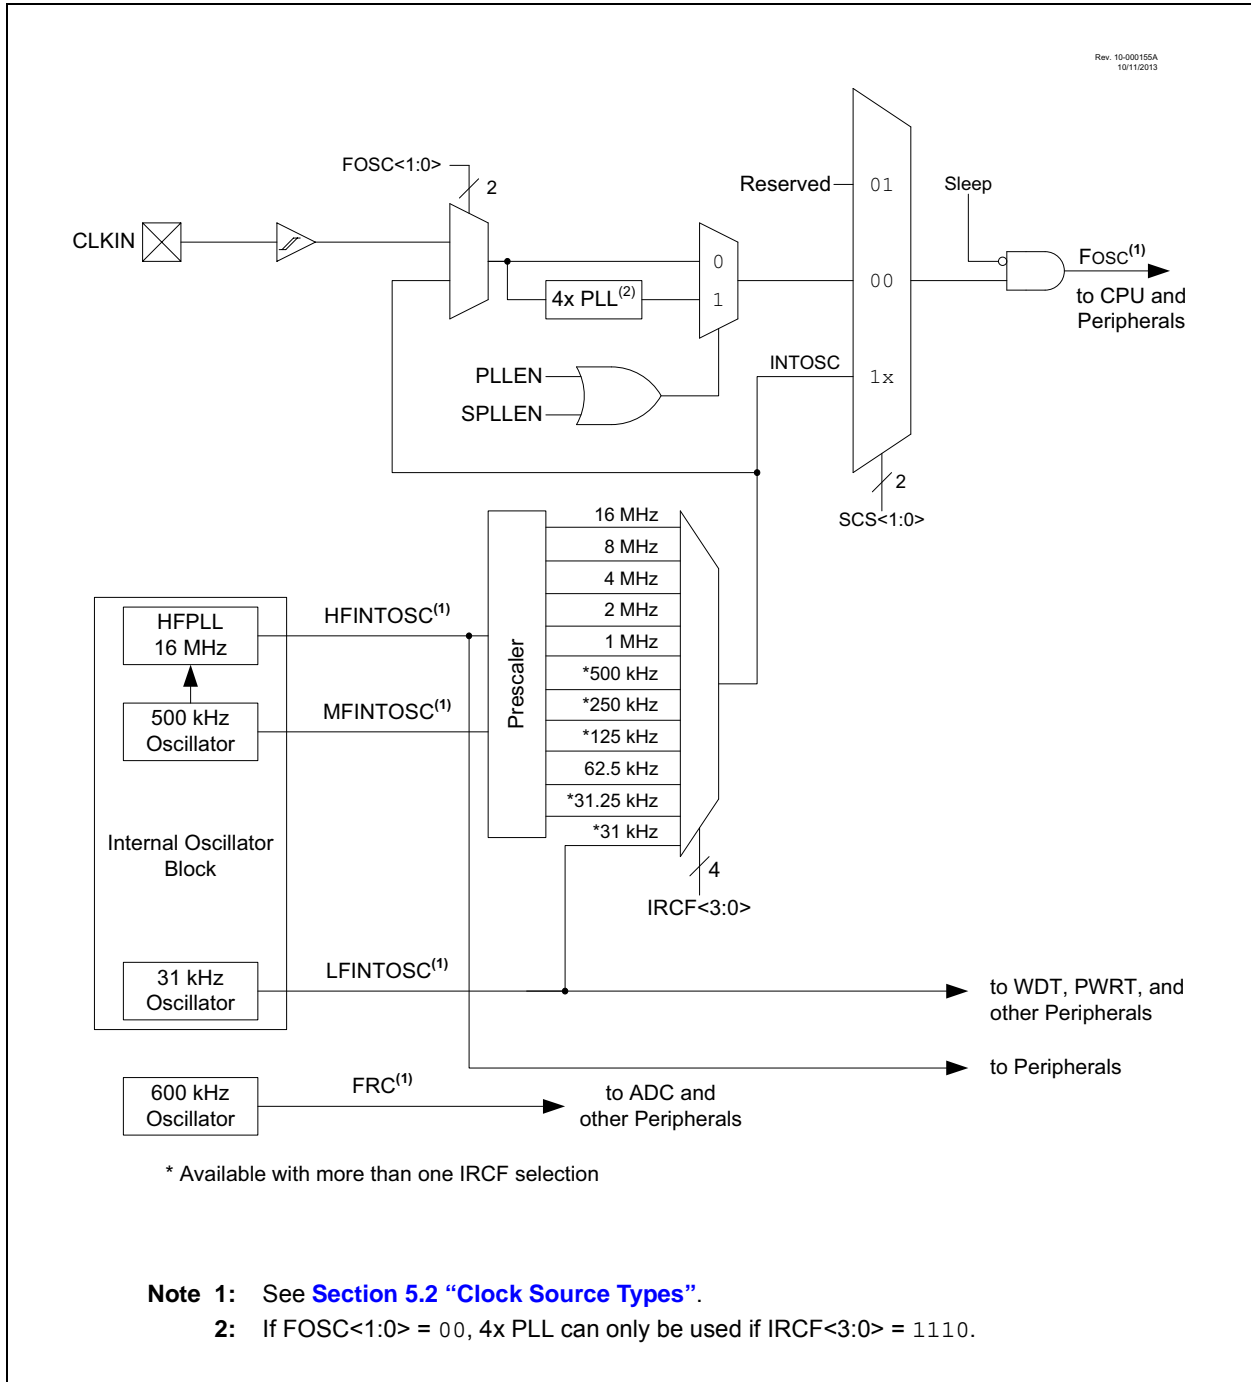 Rev. 10-000155A
10/11/2013
FOSC<1:0>
2
Reserved
01
Sleep
CLKIN
0
FOSC(1)
4x PLL(2)
1
00
to CPU and
Peripherals
PLLEN
INTOSC
1x
SPLLEN
2
SCS<1:0>
16 MHz
8 MHz
4 MHz
2 MHz
1 MHz
*500 kHz
*250 kHz
*125 kHz
62.5 kHz
*31.25 kHz
*31 kHz
Prescaler
HFPLL
16 MHz
HFINTOSC(1)
500 kHz
Oscillator
MFINTOSC(1)
Internal Oscillator
Block
4
IRCF<3:0>
31 kHz
Oscillator
LFINTOSC(1)
to WDT, PWRT, and
other Peripherals
to Peripherals
600 kHz
Oscillator
FRC(1)
to ADC and
other Peripherals
* Available with more than one IRCF selection
Note 1: See Section 5.2 “Clock Source Types”.
2: If FOSC<1:0> = 00, 4x PLL can only be used if IRCF<3:0> = 1110.